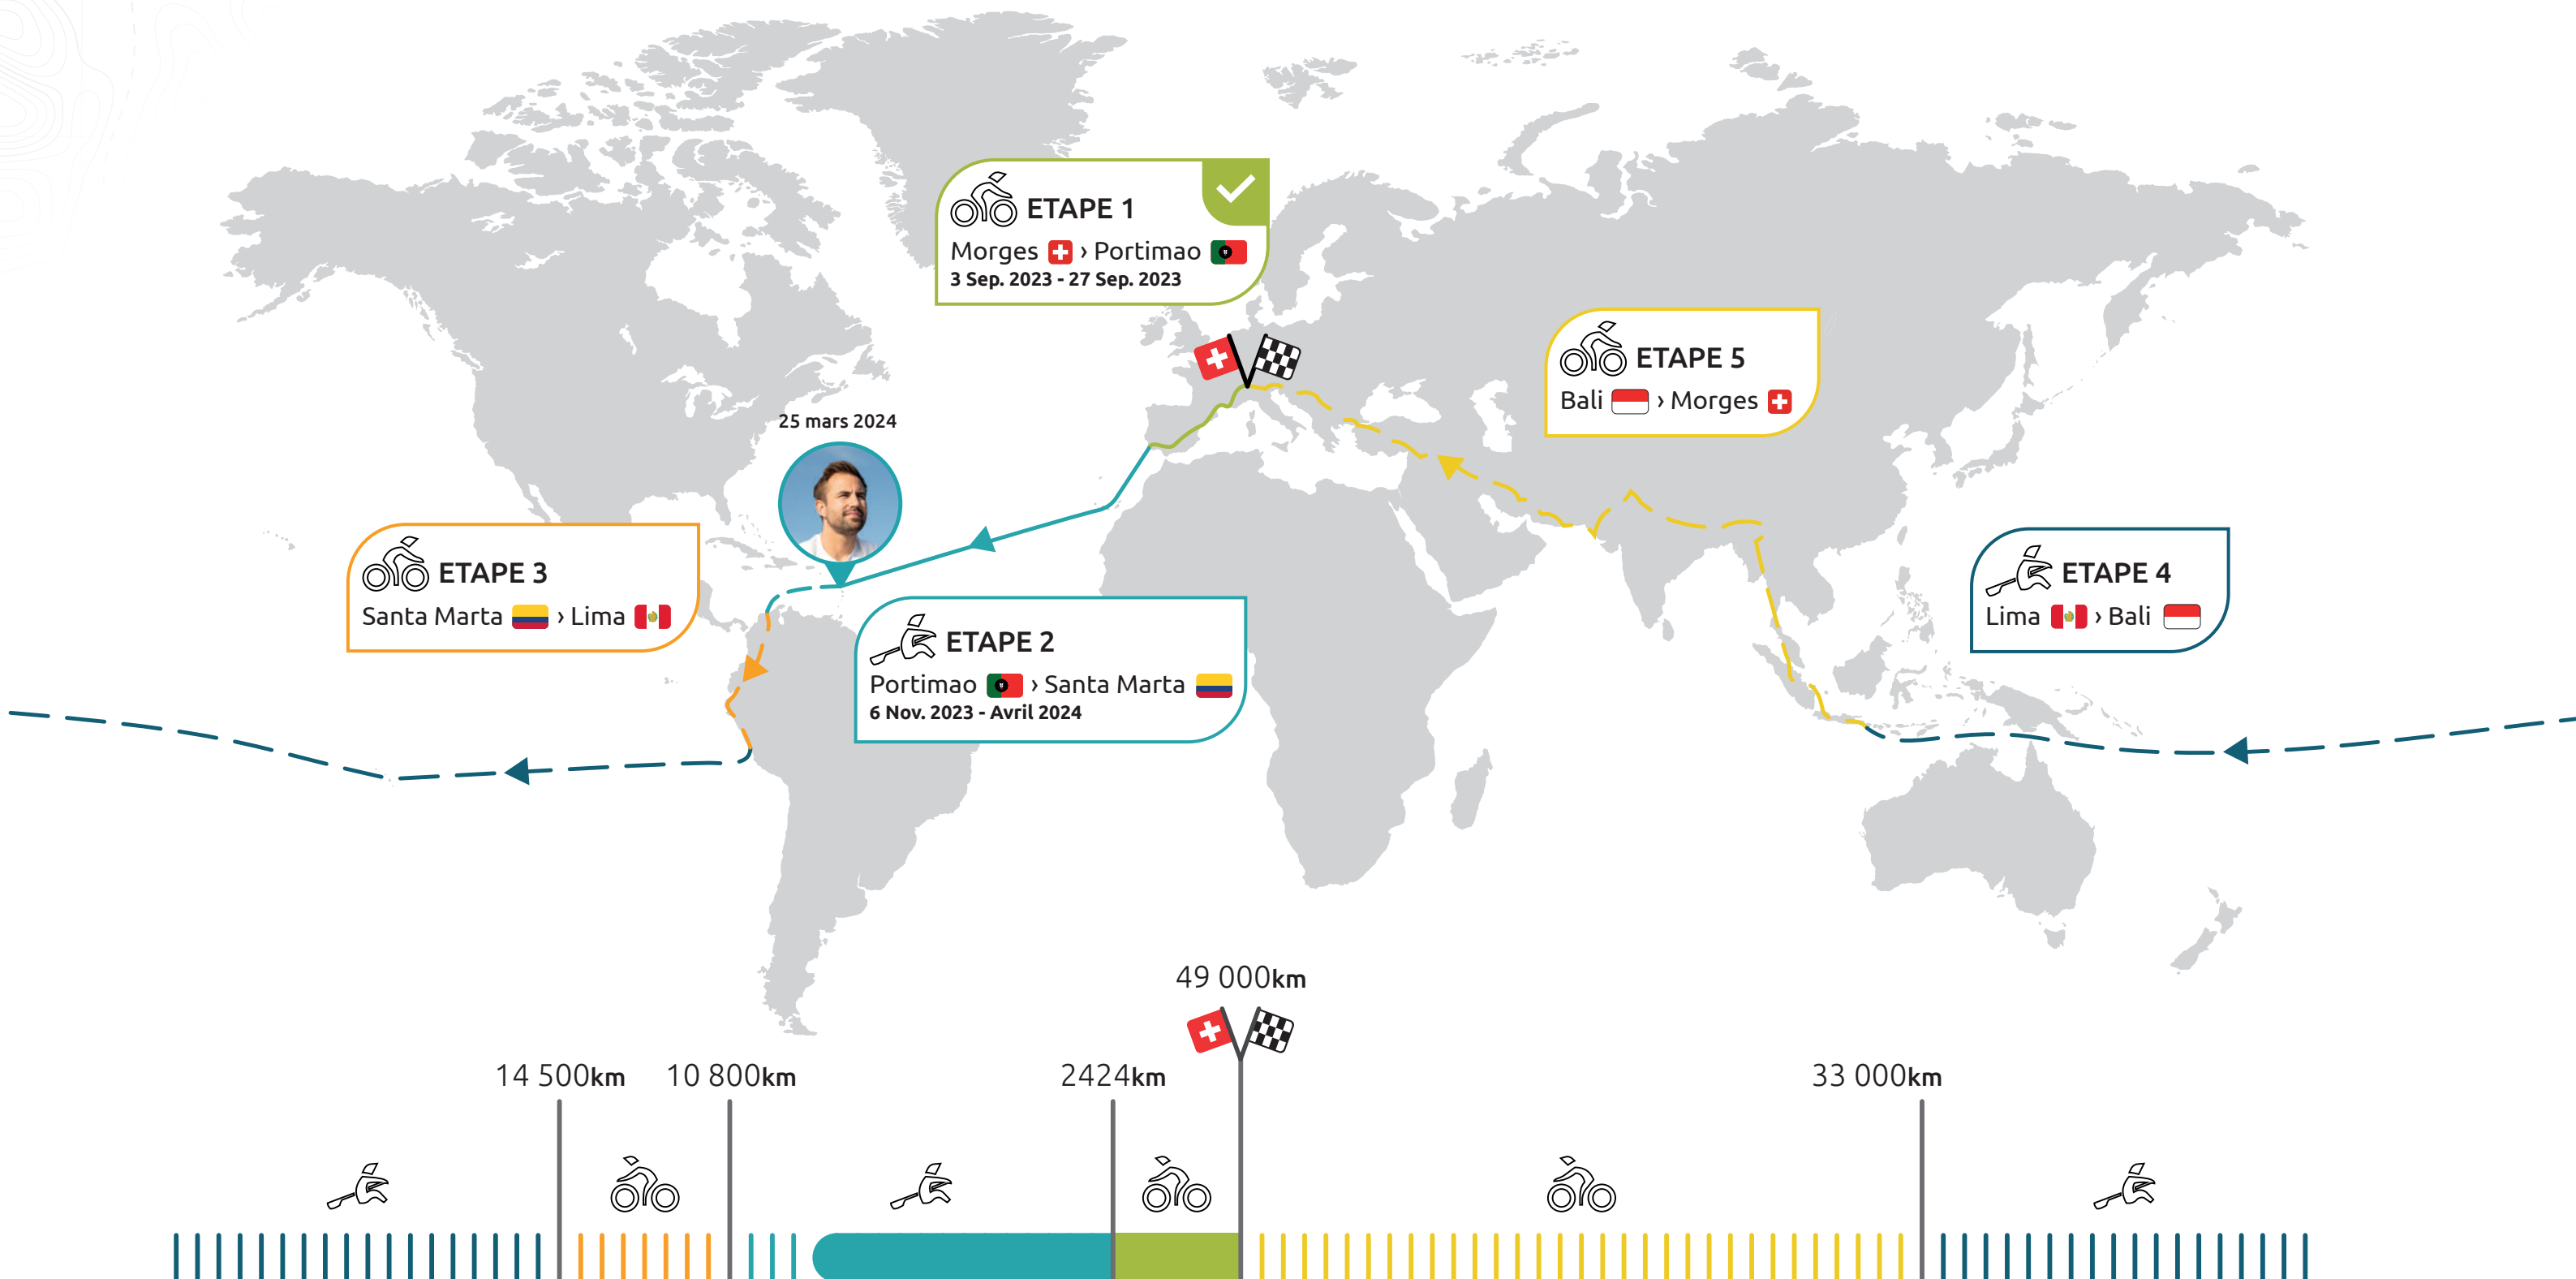 ETAPE 1
Morges › Portimao
3 Sep. 2023 - 27 Sep. 2023
ETAPE 5
Bali › Morges
25 mars 2024
ETAPE 3
Santa Marta › Lima
ETAPE 4
Lima › Bali
ETAPE 2
Portimao › Santa Marta
6 Nov. 2023 - Avril 2024
49 000km
14 500km
10 800km
2424km
33 000km